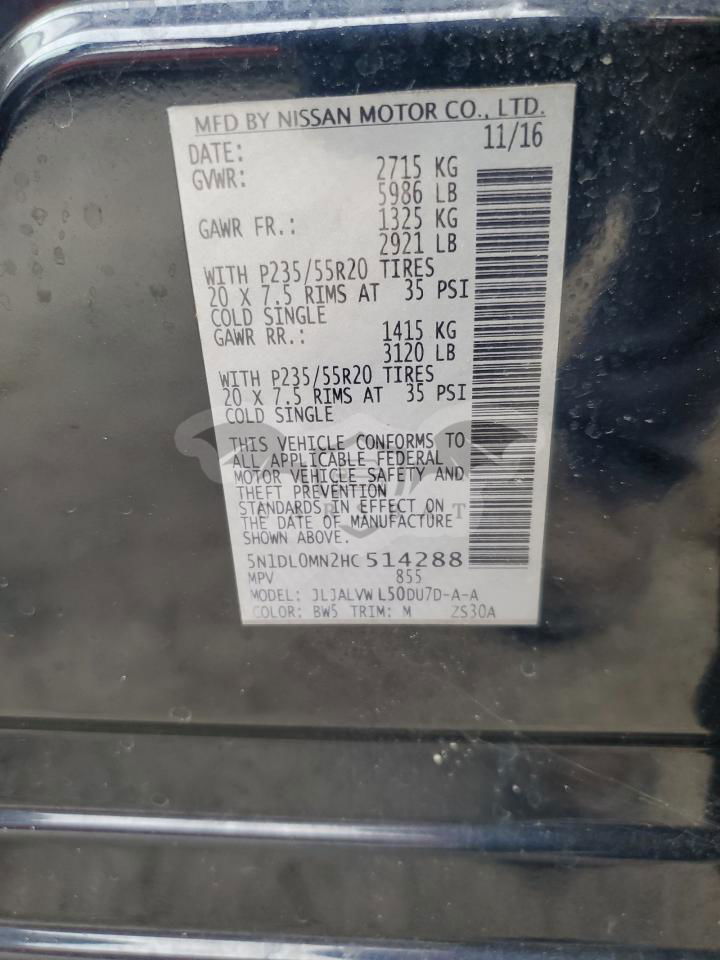 MFD BY NISSAN MOTOR CO., LTD.
DATE: 11/16
GVWR: 2715 KG
5986 LB
GAWR FR.: 1325 KG
2921 LB
WITH P235/55R20 TIRES
20 X 7.5 RIMS AT 35 PSI
COLD SINGLE
GAWR RR.: 1415 KG
3120 LB
WITH P235/55R20 TIRES
20 X 7.5 RIMS AT 35 PSI
COLD SINGLE
THIS VEHICLE CONFORMS TO
ALL APPLICABLE FEDERAL
MOTOR VEHICLE SAFETY AND
THEFT PREVENTION
STANDARDS IN EFFECT ON
THE DATE OF MANUFACTURE
SHOWN ABOVE.
5N1DL0MN2HC514288
MPV 855
MODEL: JLJALVWL50DU7D-A-A
COLOR: BW5 TRIM: M ZS30A